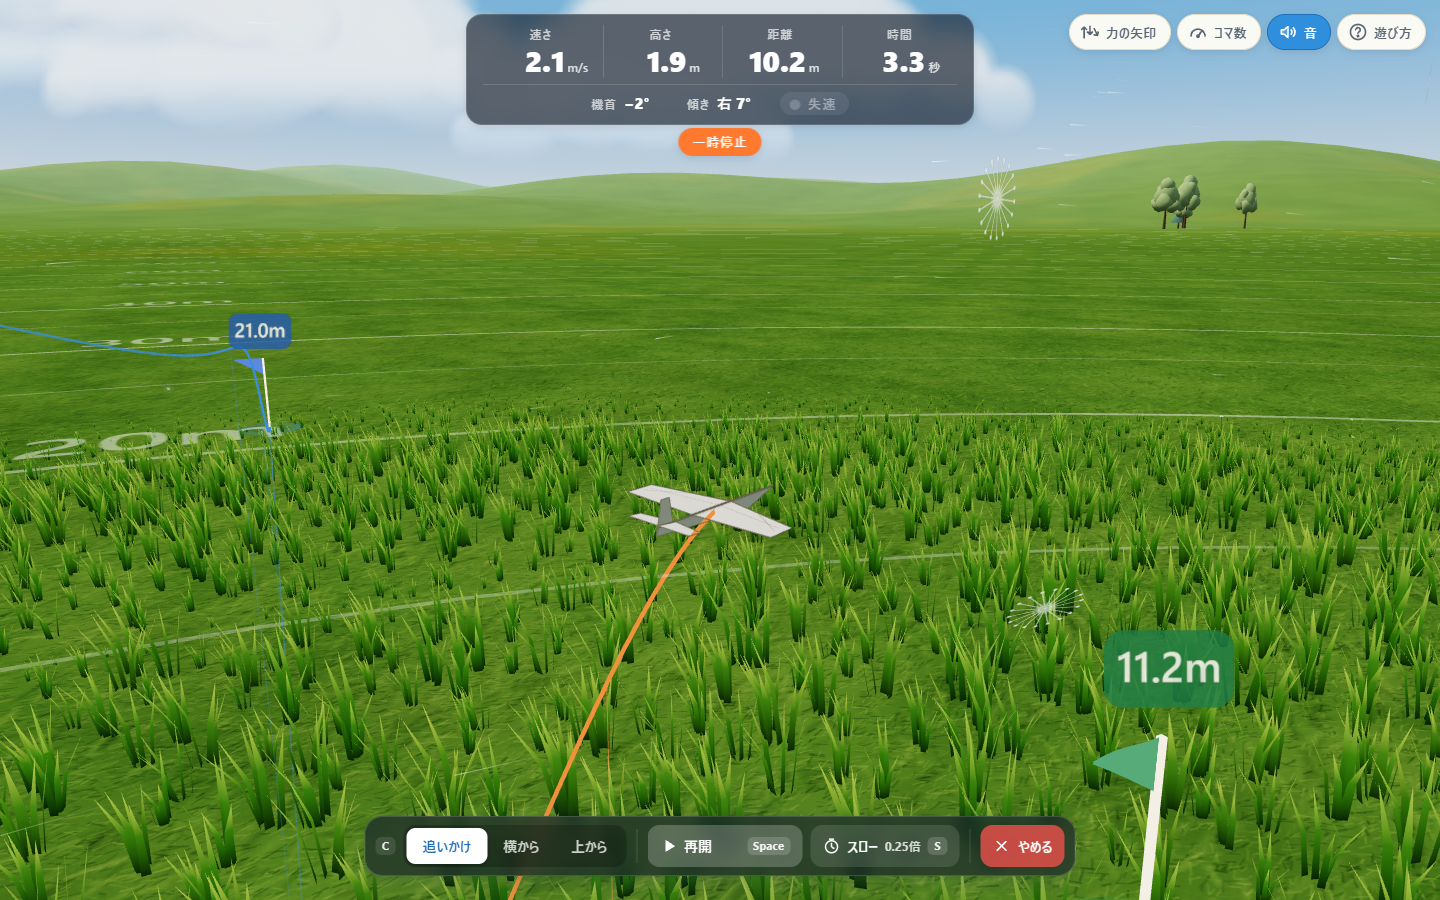 速さ 高さ 距離 時間
2.1 m/s 1.9 m 10.2 m 3.3 秒
機首 −2° 傾き 右 7° 失速
一時停止
力の矢印 コマ数 音 遊び方
21.0m
20m
11.2m
C 追いかけ 横から 上から 再開 Space スロー 0.25倍 S やめる